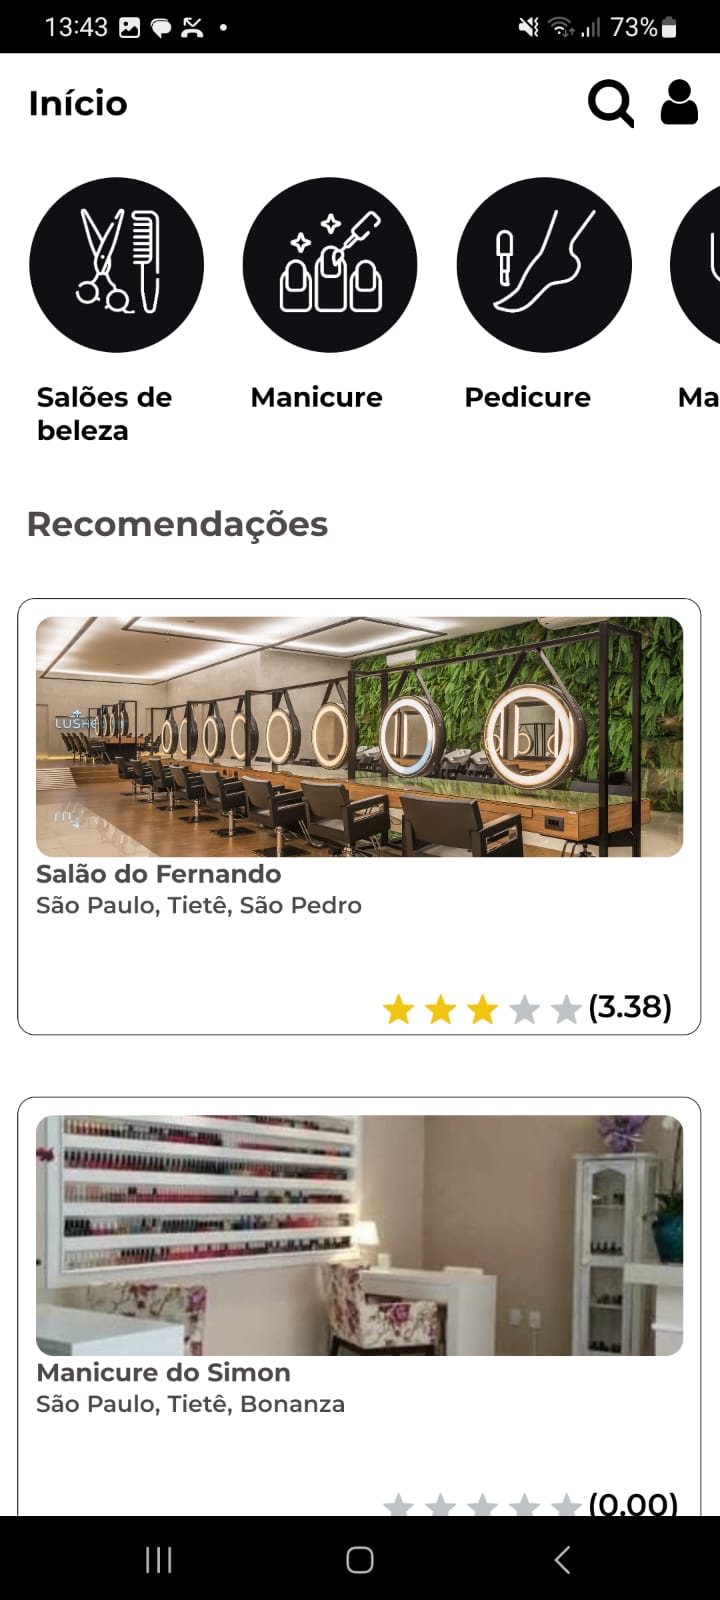 13:43
73%
Início
Salões de
beleza
Manicure
Pedicure
Ma
Recomendações
LUSHE
Salão do Fernando
São Paulo, Tietê, São Pedro
(3.38)
Manicure do Simon
São Paulo, Tietê, Bonanza
(0.00)